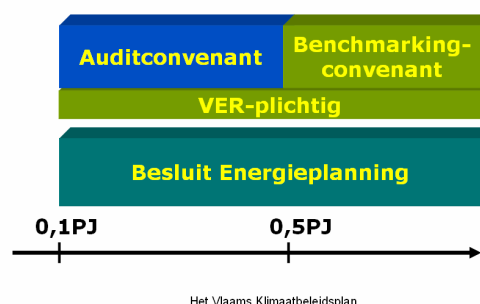 Auditconvenant
Benchmarking-
convenant
VER-plichtig
Besluit Energieplanning
0,1PJ
0,5PJ
Het Vlaams Klimaatbeleidsplan